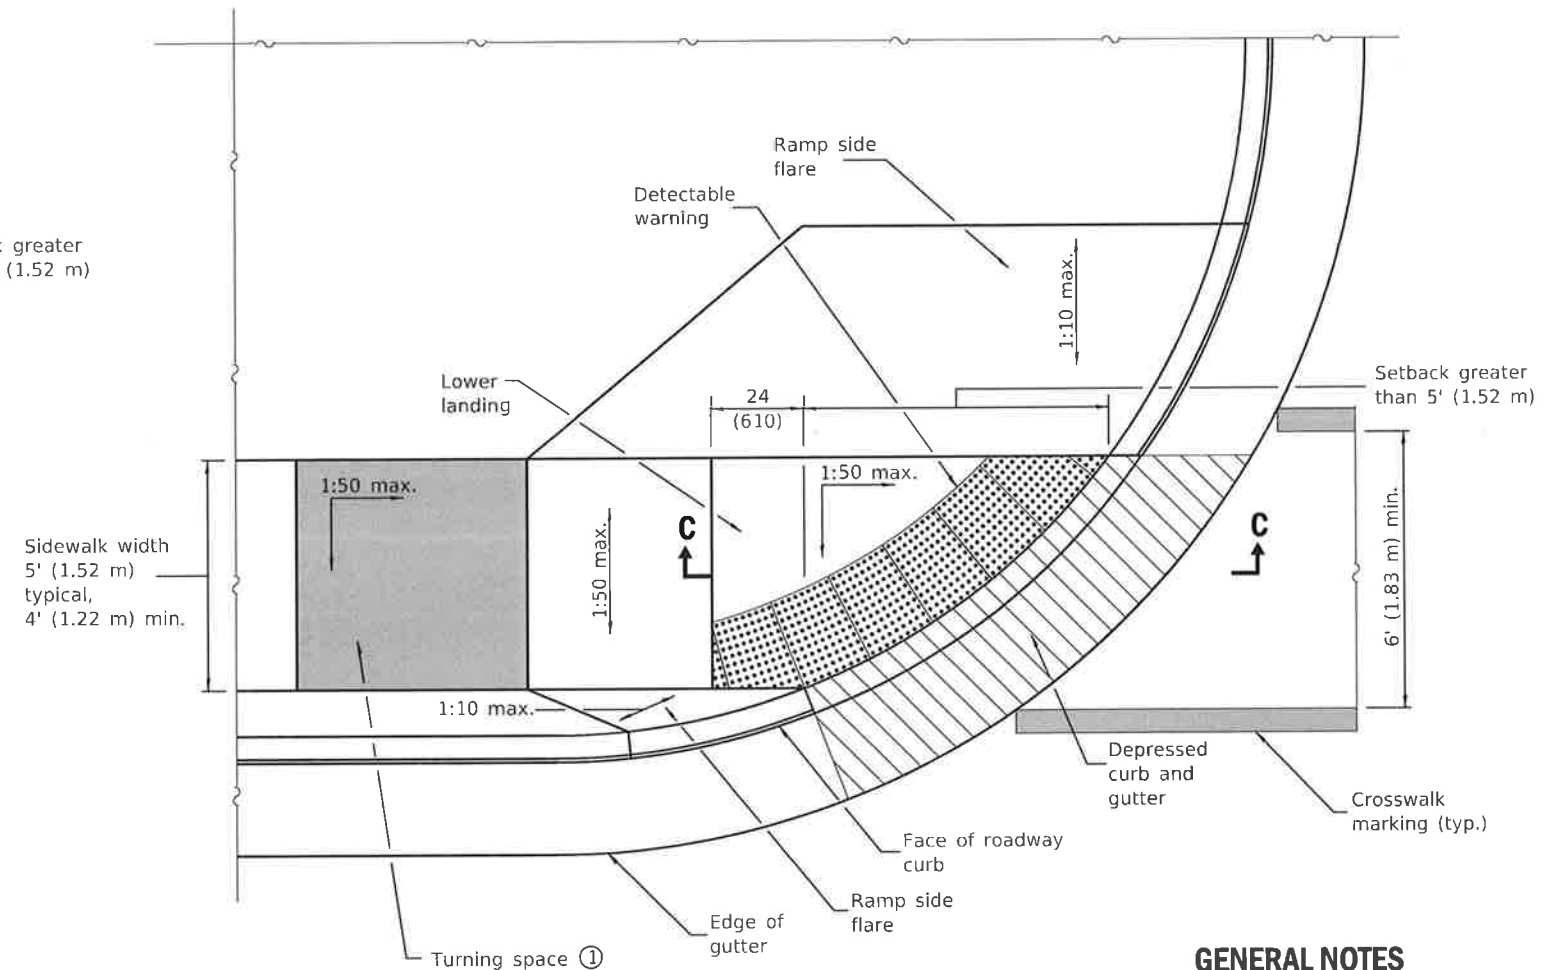 Ramp side
flare
Detectable
warning
k greater
(1.52 m)
1:10 max.
Lower
landing
24
(610)
Setback greater
than 5' (1.52 m)
1:50 max.
1:50 max.
Sidewalk width
5' (1.52 m)
typical,
4' (1.22 m) min.
1:50 max.
C
C
6' (1.83 m) min.
1:10 max.
Depressed
curb and
gutter
Crosswalk
marking (typ.)
Face of roadway
curb
Ramp side
flare
Edge of
gutter
Turning space ①
GENERAL NOTES